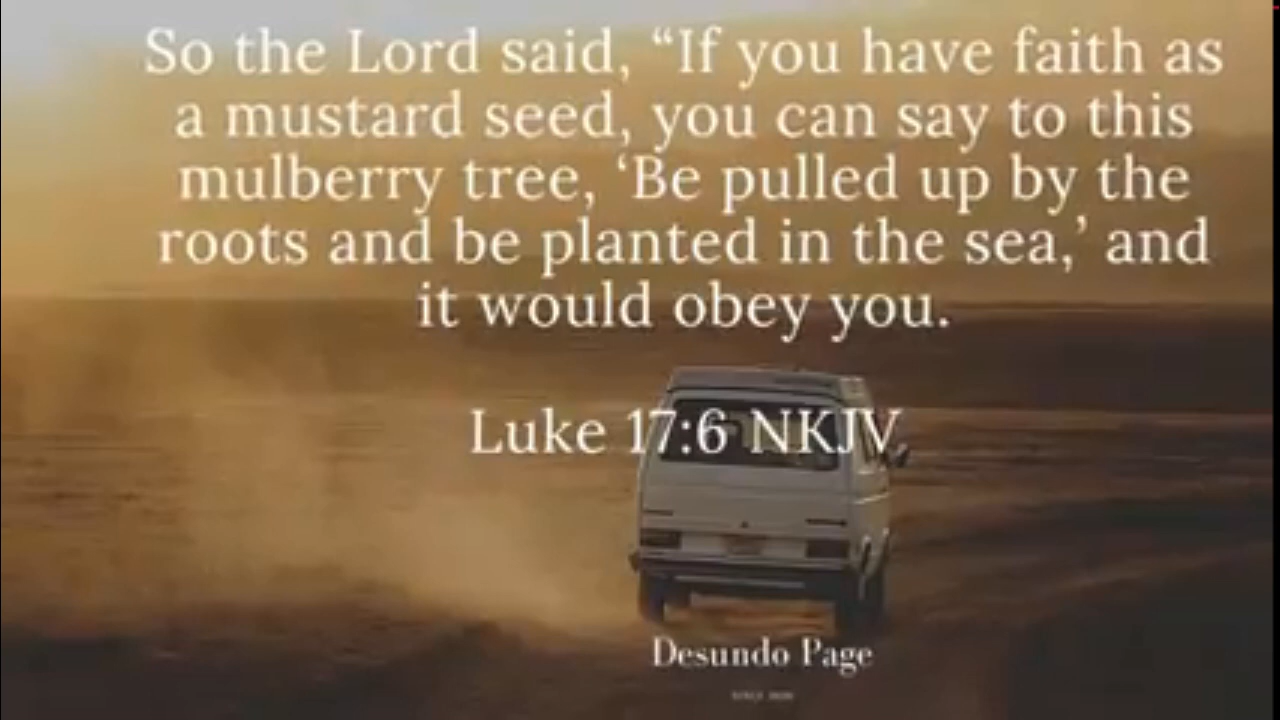 So the Lord said, “If you have faith as
a mustard seed, you can say to this
mulberry tree, ‘Be pulled up by the
roots and be planted in the sea,’ and
it would obey you.
Luke 17:6 NKJV
Desundo Page